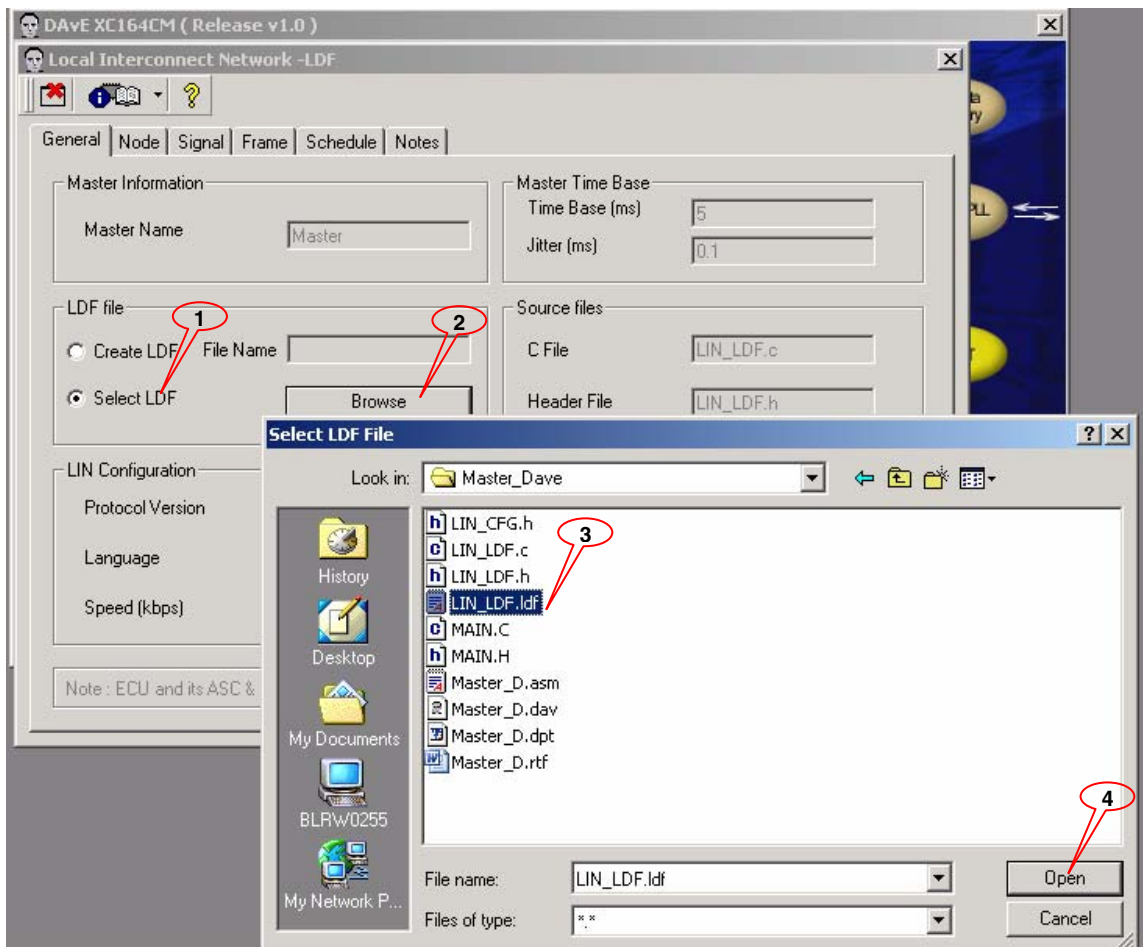 DAvE XC164CM ( Release v1.0 )
Local Interconnect Network -LDF
General Node Signal Frame Schedule Notes
Master Information
Master Name Master
Master Time Base
Time Base (ms) 5
Jitter (ms) 0.1
LDF file
1
2
Create LDF File Name
Select LDF Browse
Source files
C File LIN_LDF.c
Header File LIN_LDF.h
LIN Configuration
Protocol Version
Language
Speed (kbps)
Note : ECU and its ASC &
Select LDF File
Look in: Master_Dave
History
Desktop
My Documents
BLRW0255
My Network P...
LIN_CFG.h
LIN_LDF.c
LIN_LDF.h
LIN_LDF.ldf
MAIN.C
MAIN.H
Master_D.asm
Master_D.dav
Master_D.dpt
Master_D.rtf
3
4
File name: LIN_LDF.ldf Open
Files of type: *.* Cancel